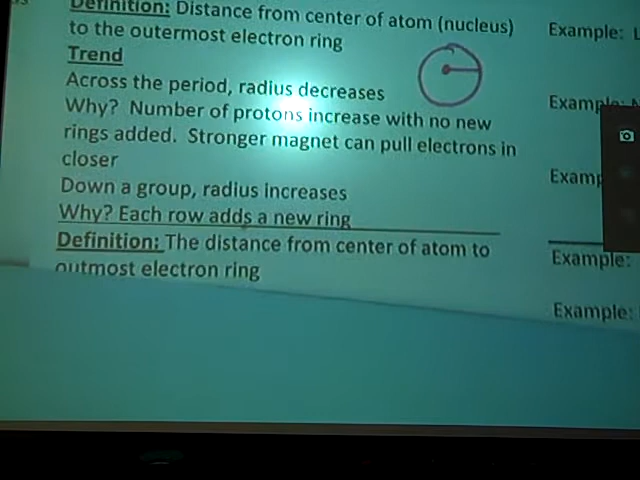 Definition: Distance from center of atom (nucleus)
to the outermost electron ring
Example:
Trend
Across the period, radius decreases
Why? Number of protons increase with no new
Example:
rings added. Stronger magnet can pull electrons in
closer
Examp
Down a group, radius increases
Why? Each row adds a new ring
Definition: The distance from center of atom to
Example:
outmost electron ring
Example: